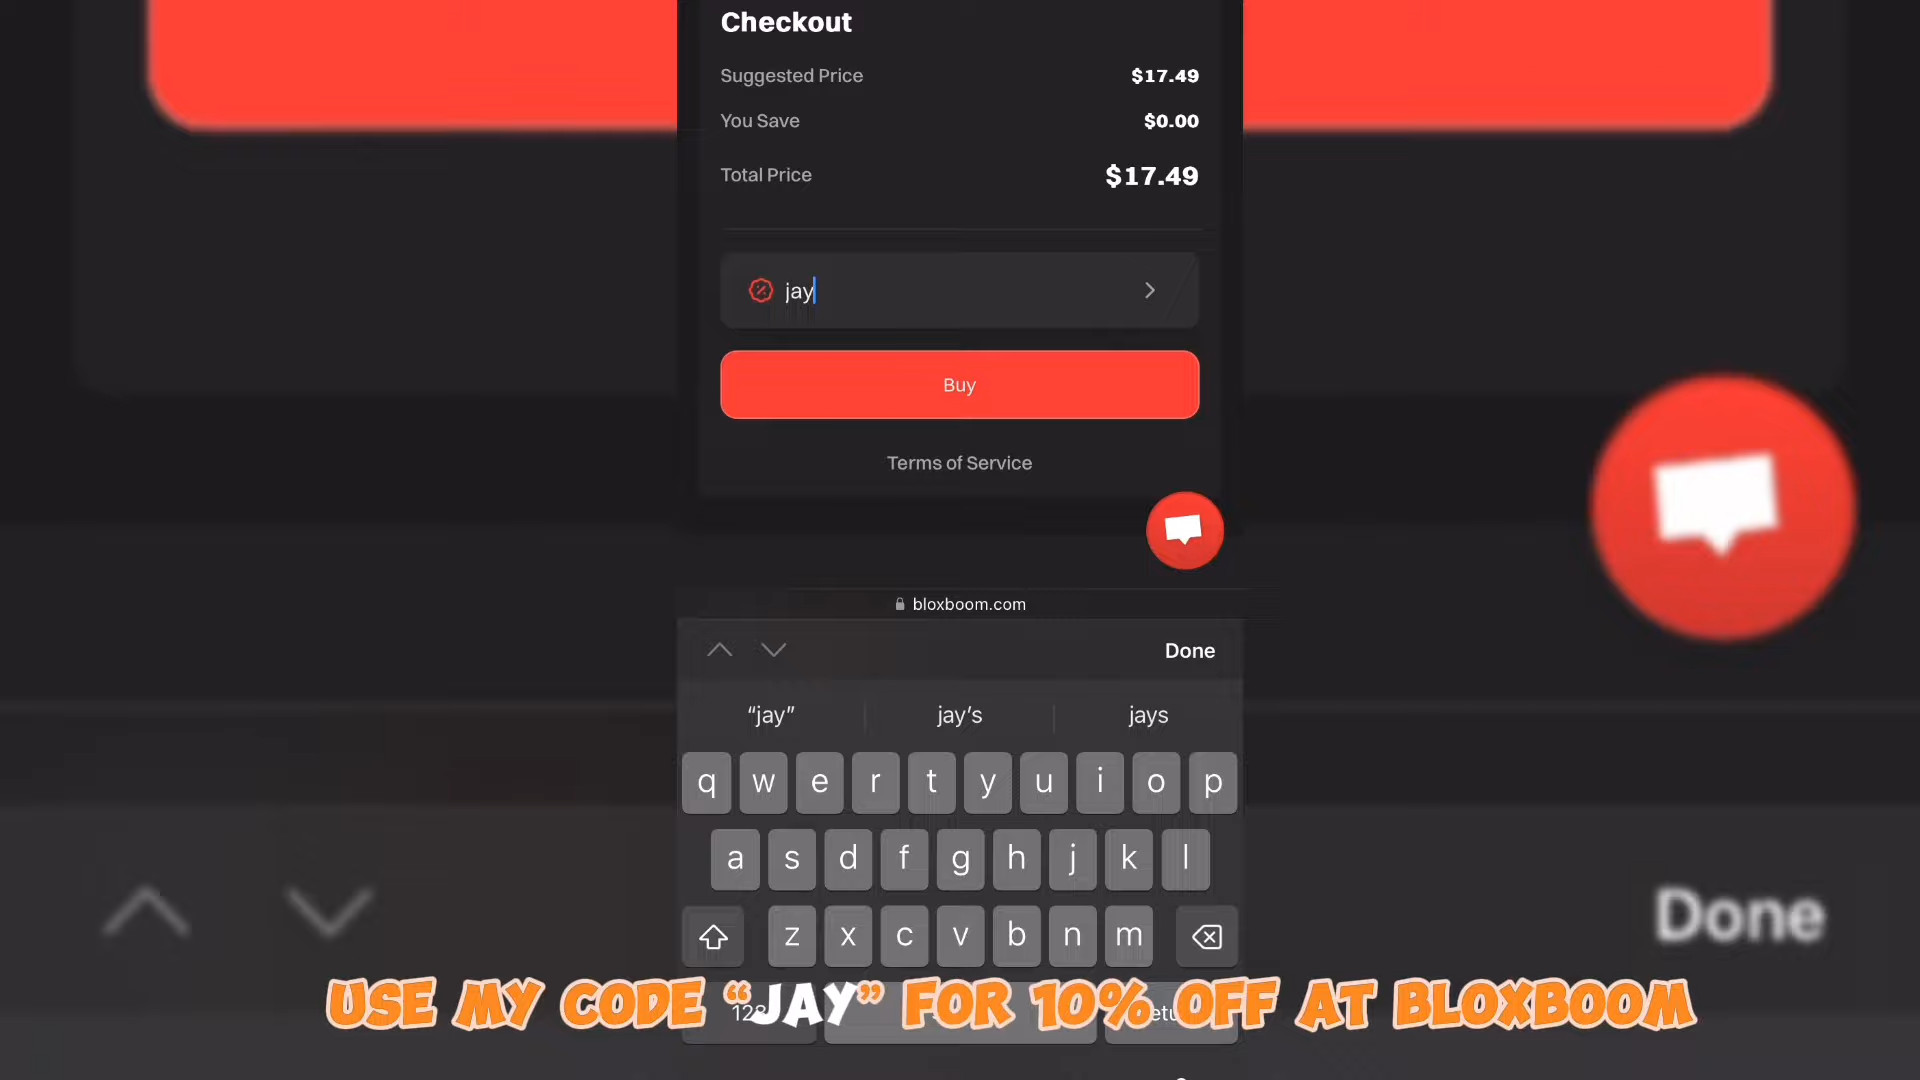 Checkout
Suggested Price $17.49
You Save $0.00
Total Price $17.49
jay
Buy
Terms of Service
bloxboom.com
Done
“jay” jay’s jays
q w e r t y u i o p
a s d f g h j k l
Done
z x c v b n m
USE MY CODE “JAY” FOR 10% OFF AT BLOXBOOM